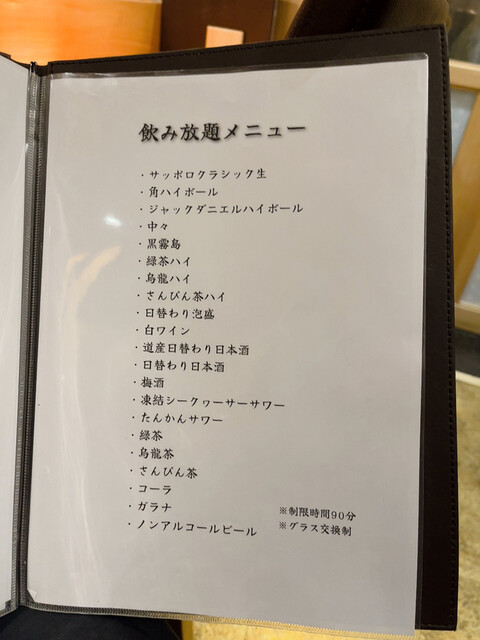 飲み放題メニュー
・サッポロクラシック生
・角ハイボール
・ジャックダニエルハイボール
・中々
・黒霧島
・緑茶ハイ
・烏龍ハイ
・さんぴん茶ハイ
・日替わり泡盛
・白ワイン
・道産日替わり日本酒
・日替わり日本酒
・梅酒
・凍結シークヮーサーサワー
・たんかんサワー
・緑茶
・烏龍茶
・さんぴん茶
・コーラ
・ガラナ
・ノンアルコールビール
※制限時間90分
※グラス交換制